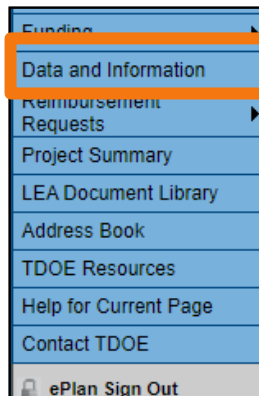 Funding
Data and Information
Reimbursement
Requests
Project Summary
LEA Document Library
Address Book
TDOE Resources
Help for Current Page
Contact TDOE
ePlan Sign Out